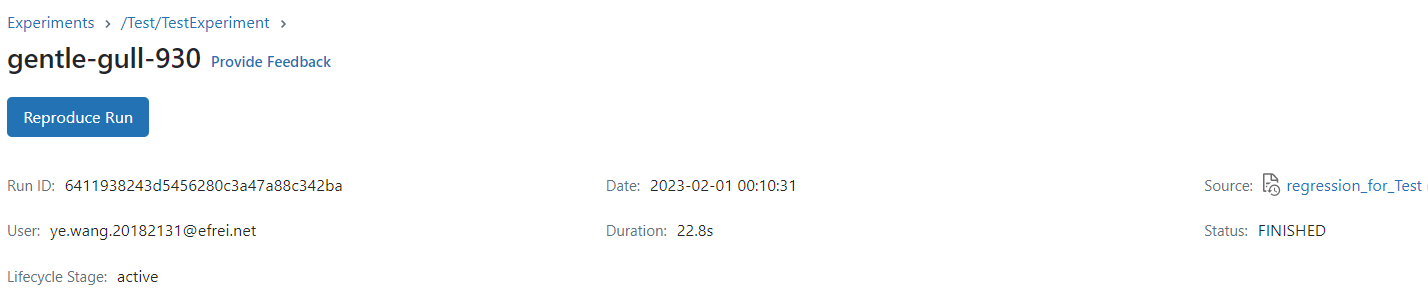 Experiments > /Test/TestExperiment >
gentle-gull-930 Provide Feedback
Reproduce Run
Run ID: 6411938243d5456280c3a47a88c342ba Date: 2023-02-01 00:10:31 Source: regression_for_Test
User: ye.wang.20182131@efrei.net Duration: 22.8s Status: FINISHED
Lifecycle Stage: active